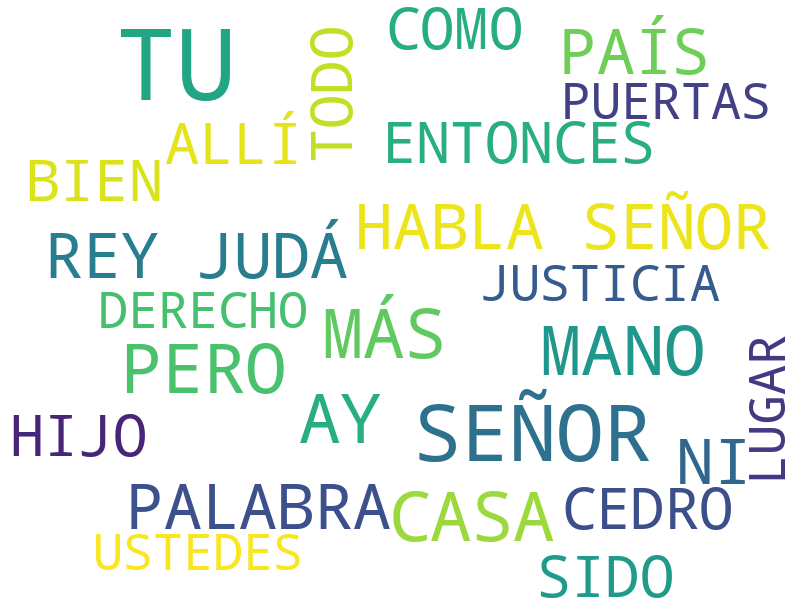 TU
TODO
COMO
PAÍS
PUERTAS
ALLÍ
ENTONCES
BIEN
HABLA SEÑOR
REY JUDÁ
JUSTICIA
DERECHO
MÁS
MANO
PERO
LUGAR
AY
SEÑOR
HIJO
NI
PALABRA
CASA
CEDRO
USTEDES
SIDO